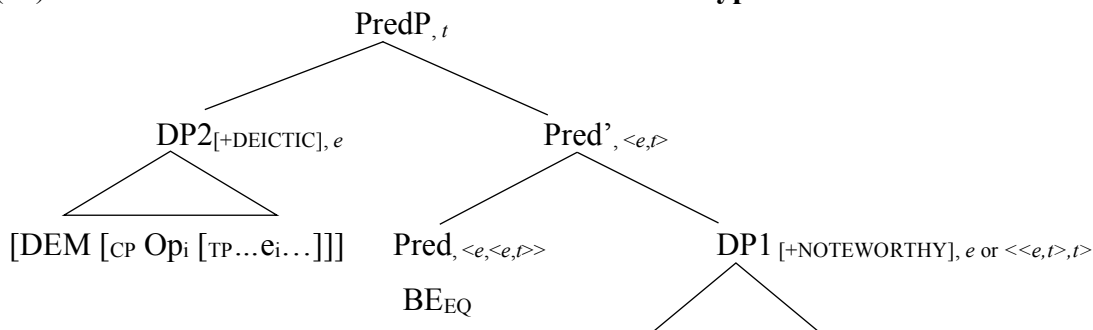 PredP, t
DP2[+DEICTIC], e Pred’, <e,t>
[DEM [CP Opi [TP...ei…]]] Pred, <e,<e,t>> DP1 [+NOTEWORTHY], e or <<e,t>,t>
BEEQ